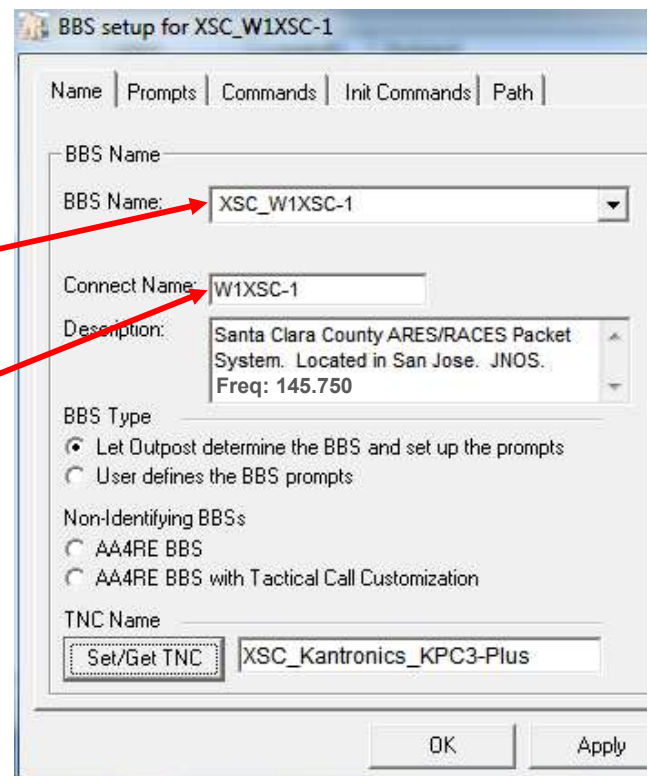 BBS setup for XSC_W1XSC-1
Name Prompts Commands Init Commands Path
BBS Name
BBS Name: XSC_W1XSC-1
Connect Name: W1XSC-1
Description: Santa Clara County ARES/RACES Packet
System. Located in San Jose. JNOS.
Freq: 145.750
BBS Type
Let Outpost determine the BBS and set up the prompts
User defines the BBS prompts
Non-Identifying BBSs
AA4RE BBS
AA4RE BBS with Tactical Call Customization
TNC Name
Set/Get TNC XSC_Kantronics_KPC3-Plus
OK Apply